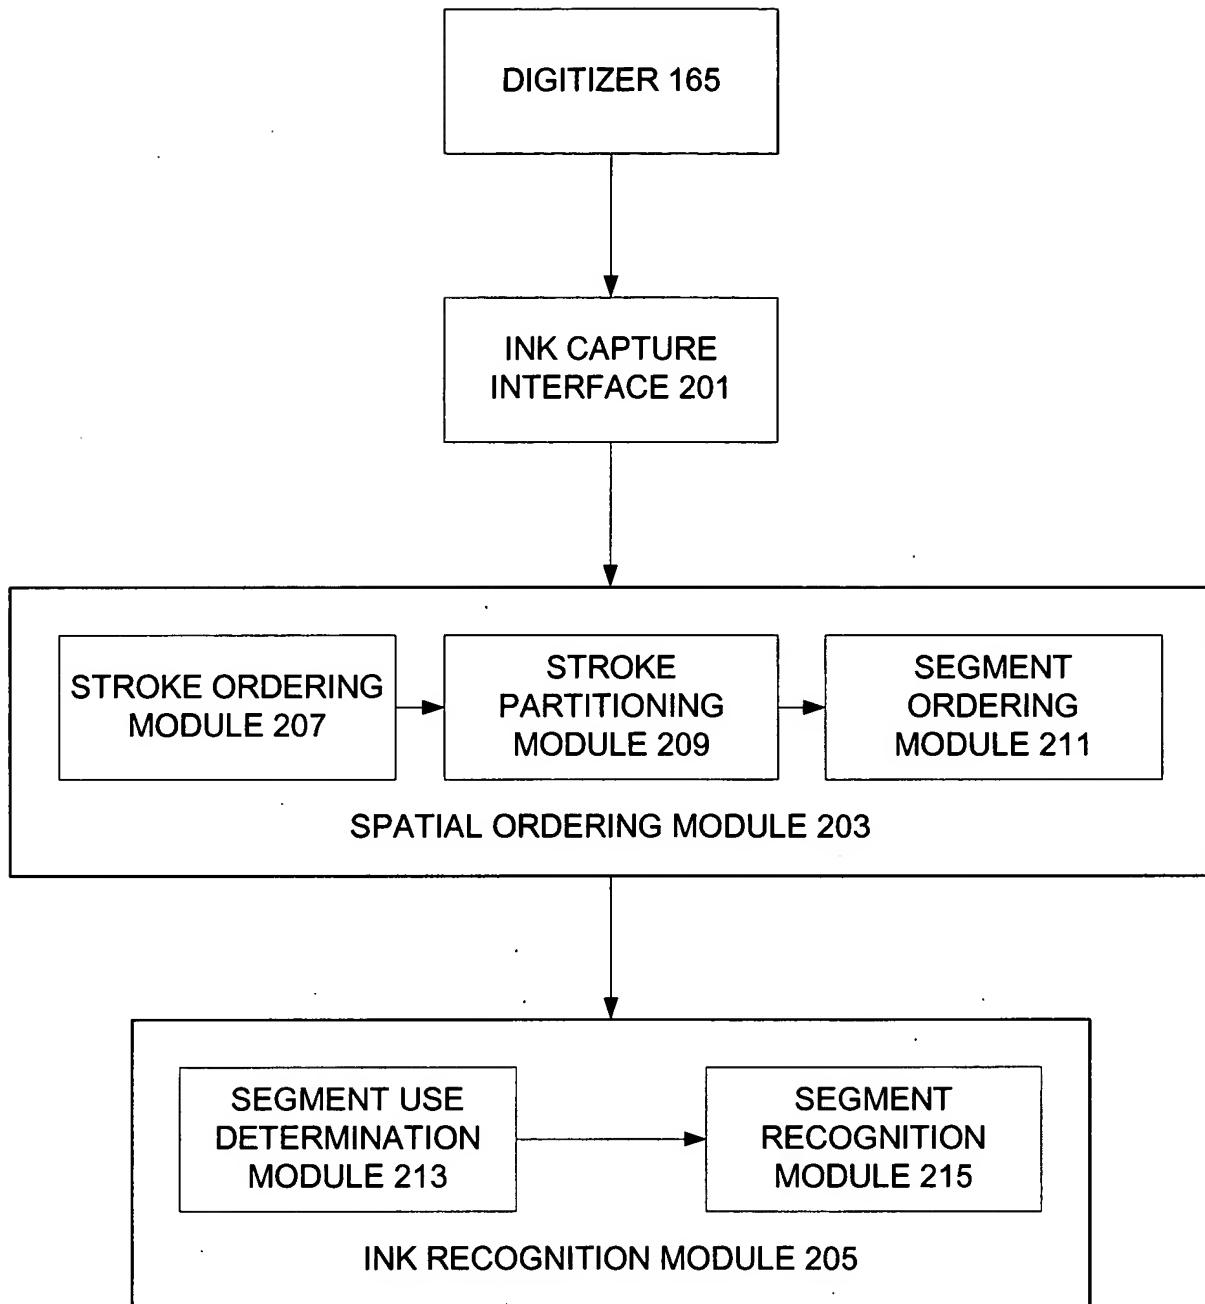 DIGITIZER 165
INK CAPTURE
INTERFACE 201
STROKE ORDERING
MODULE 207
STROKE
PARTITIONING
MODULE 209
SEGMENT
ORDERING
MODULE 211
SPATIAL ORDERING MODULE 203
SEGMENT USE
DETERMINATION
MODULE 213
SEGMENT
RECOGNITION
MODULE 215
INK RECOGNITION MODULE 205